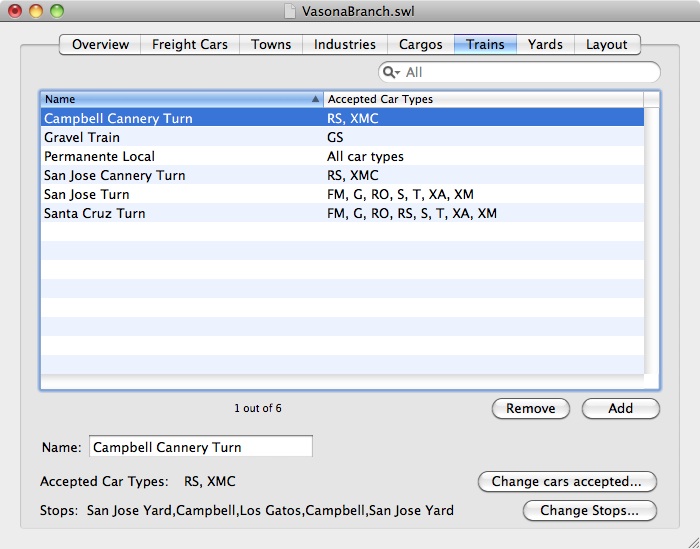 VasonaBranch.swl
Overview Freight Cars Towns Industries Cargos Trains Yards Layout
All
Name Accepted Car Types
Campbell Cannery Turn RS, XMC
Gravel Train GS
Permanente Local All car types
San Jose Cannery Turn RS, XMC
San Jose Turn FM, G, RO, S, T, XA, XM
Santa Cruz Turn FM, G, RO, RS, S, T, XA, XM
1 out of 6 Remove Add
Name: Campbell Cannery Turn
Accepted Car Types: RS, XMC Change cars accepted...
Stops: San Jose Yard,Campbell,Los Gatos,Campbell,San Jose Yard Change Stops...